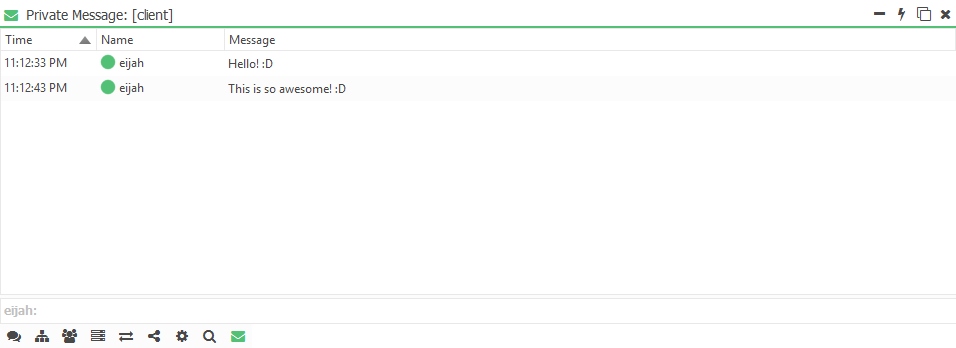 Private Message: [client]
Time Name Message
11:12:33 PM eijah Hello! :D
11:12:43 PM eijah This is so awesome! :D
eijah: